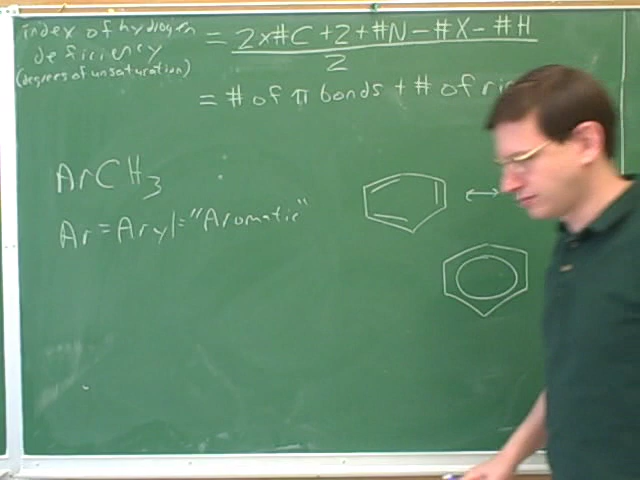 index of hydrogen deficiency (degrees of unsaturation) = 2x#C +2+#N-#X-#H
2
= # of π bonds + # of
ArCH3
Ar = Aryl = "Aromatic"